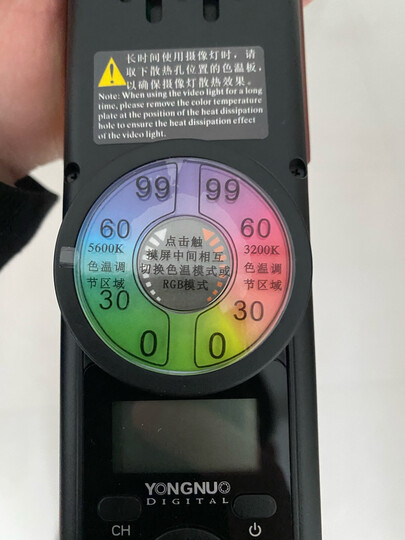 长时间使用摄像灯时，请
取下散热孔位置的色温板，
以确保摄像灯散热效果。
Note: When using the video light for a long
time, please remove the color temperature
plate at the position of the heat dissipation
hole to ensure the heat dissipation effect
of the video light.
99 99
60 60
5600K 3200K
色温调 色温调
节区域 节区域
30 30
0 0
点击触
摸屏中间相互
切换色温模式或
RGB模式
YONGNUO
DIGITAL
CH